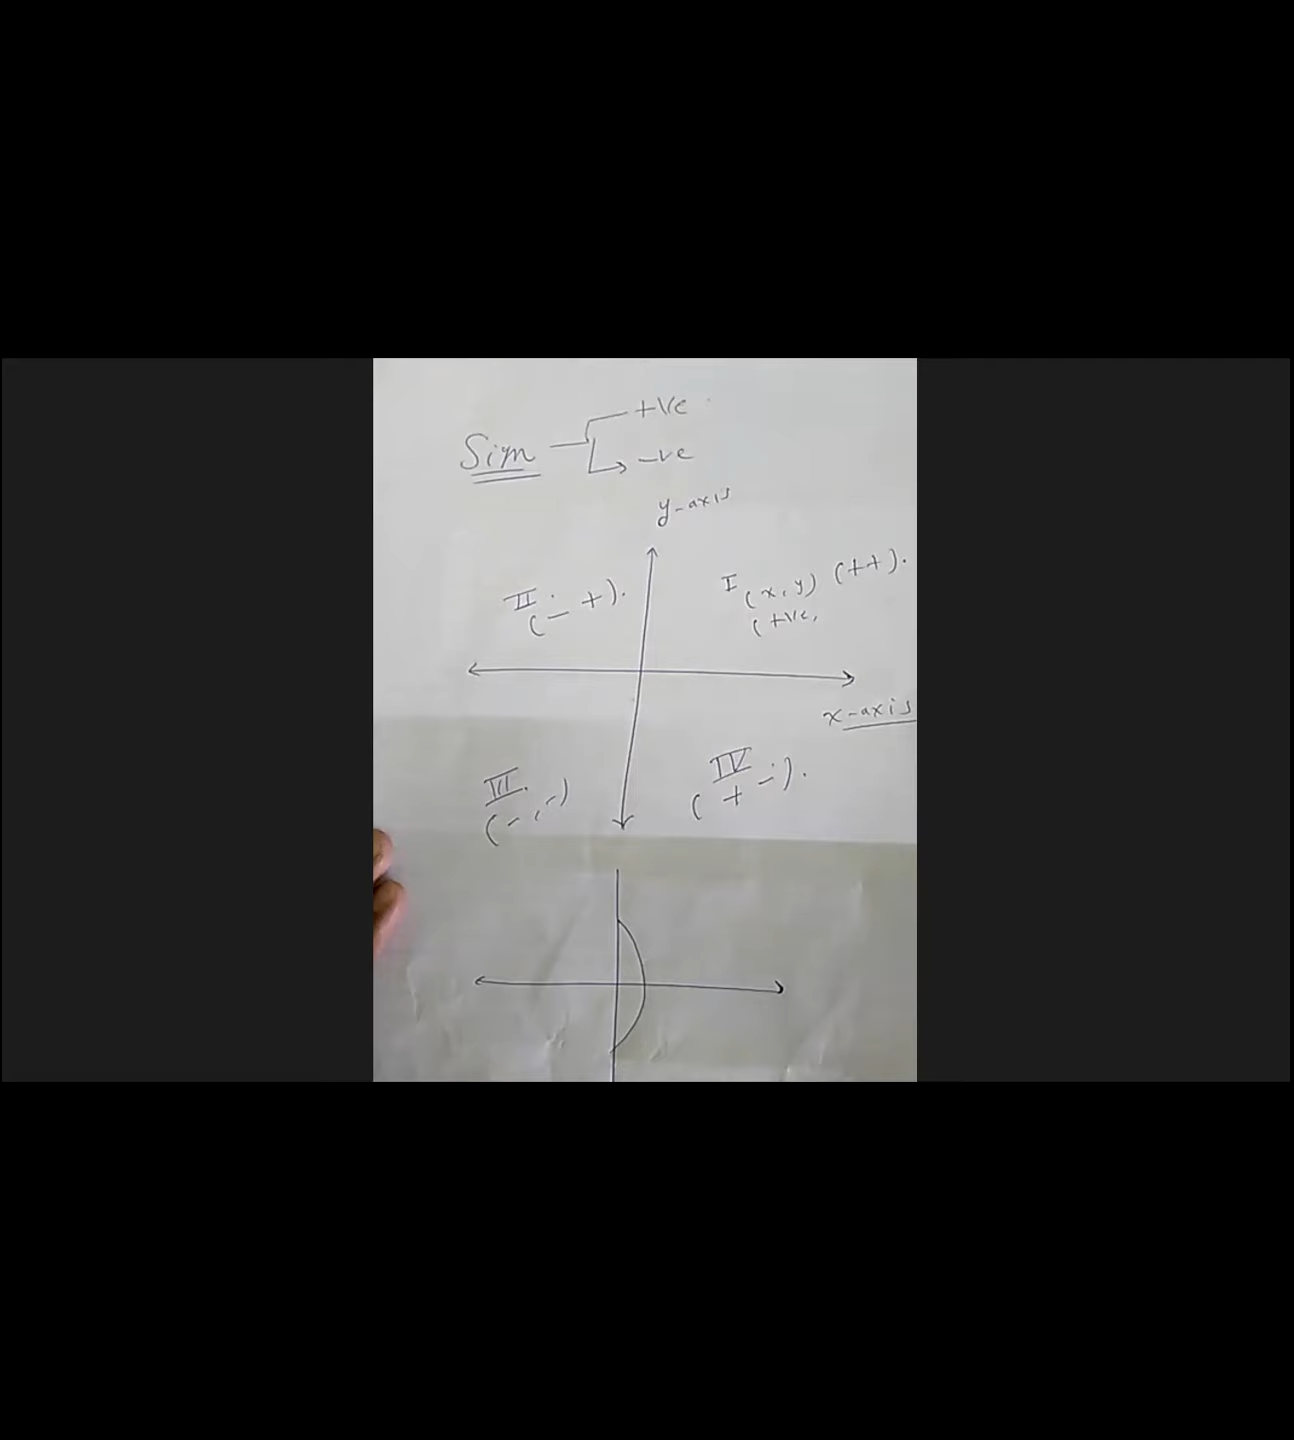 +ve
Sign
-ve
y-axis
I (x, y) (++).
(+ve,
II
(- +).
x-axis
III
(-,-)
IV
(+ -).